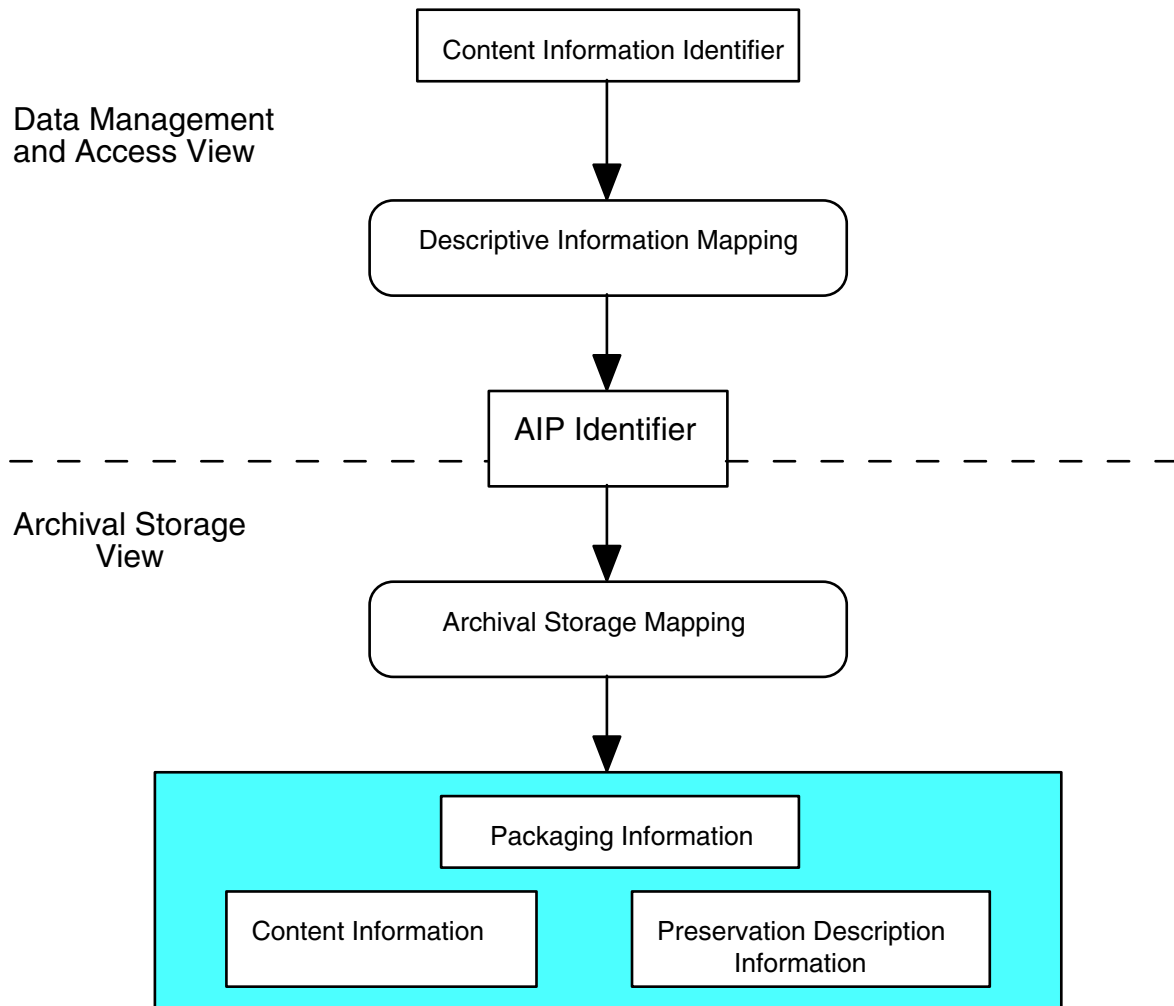 Content Information Identifier
Data Management
and Access View
Descriptive Information Mapping
AIP Identifier
Archival Storage
View
Archival Storage Mapping
Packaging Information
Content Information
Preservation Description
Information